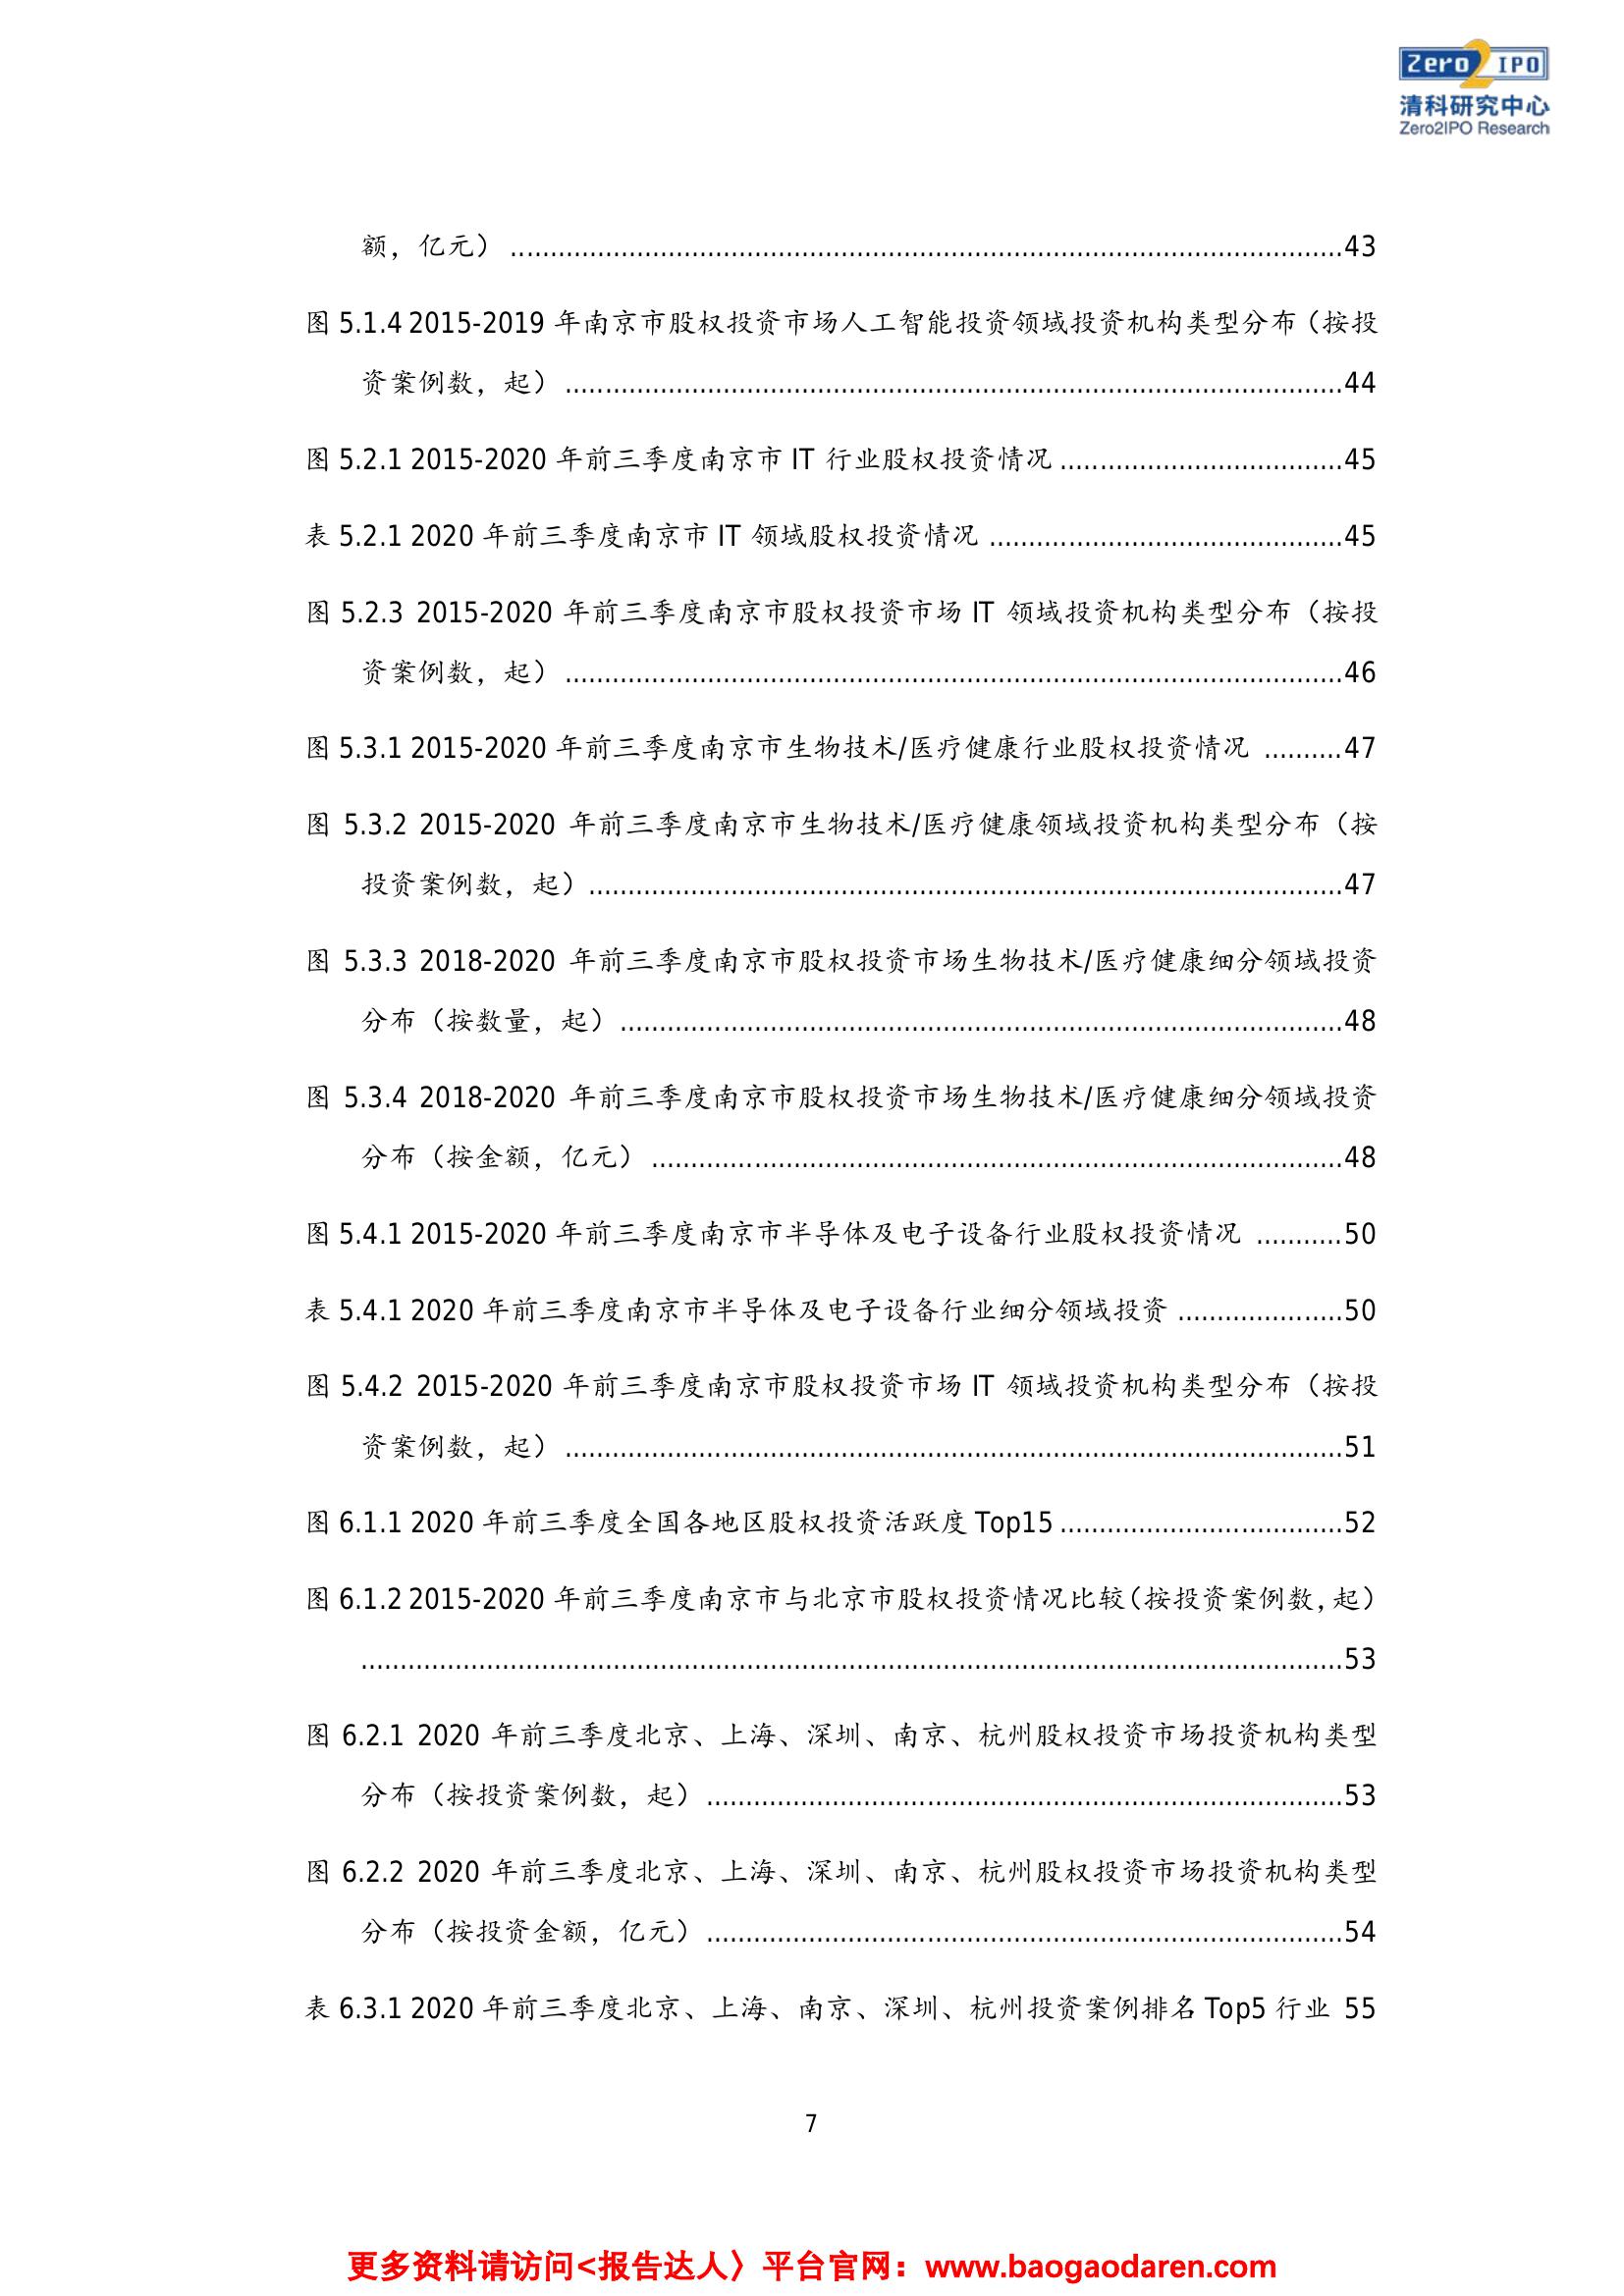 Zero2IPO
清科研究中心
Zero2IPO Research
额，亿元） ........................................................................................................43
图 5.1.4 2015-2019 年南京市股权投资市场人工智能投资领域投资机构类型分布（按投
资案例数，起） .................................................................................................44
图 5.2.1 2015-2020 年前三季度南京市 IT 行业股权投资情况 ....................................45
表 5.2.1 2020 年前三季度南京市 IT 领域股权投资情况 .............................................45
图 5.2.3 2015-2020 年前三季度南京市股权投资市场 IT 领域投资机构类型分布（按投
资案例数，起） .................................................................................................46
图 5.3.1 2015-2020 年前三季度南京市生物技术/医疗健康行业股权投资情况 ..........47
图 5.3.2 2015-2020 年前三季度南京市生物技术/医疗健康领域投资机构类型分布（按
投资案例数，起）...............................................................................................47
图 5.3.3 2018-2020 年前三季度南京市股权投资市场生物技术/医疗健康细分领域投资
分布（按数量，起） ...........................................................................................48
图 5.3.4 2018-2020 年前三季度南京市股权投资市场生物技术/医疗健康细分领域投资
分布（按金额，亿元） .......................................................................................48
图 5.4.1 2015-2020 年前三季度南京市半导体及电子设备行业股权投资情况 ...........50
表 5.4.1 2020 年前三季度南京市半导体及电子设备行业细分领域投资 .....................50
图 5.4.2 2015-2020 年前三季度南京市股权投资市场 IT 领域投资机构类型分布（按投
资案例数，起） .................................................................................................51
图 6.1.1 2020 年前三季度全国各地区股权投资活跃度 Top15 ....................................52
图 6.1.2 2015-2020 年前三季度南京市与北京市股权投资情况比较（按投资案例数，起）
............................................................................................................................53
图 6.2.1 2020 年前三季度北京、上海、深圳、南京、杭州股权投资市场投资机构类型
分布（按投资案例数，起） ................................................................................53
图 6.2.2 2020 年前三季度北京、上海、深圳、南京、杭州股权投资市场投资机构类型
分布（按投资金额，亿元） ................................................................................54
表 6.3.1 2020 年前三季度北京、上海、南京、深圳、杭州投资案例排名 Top5 行业 55
7
更多资料请访问<报告达人〉平台官网：www.baogaodaren.com